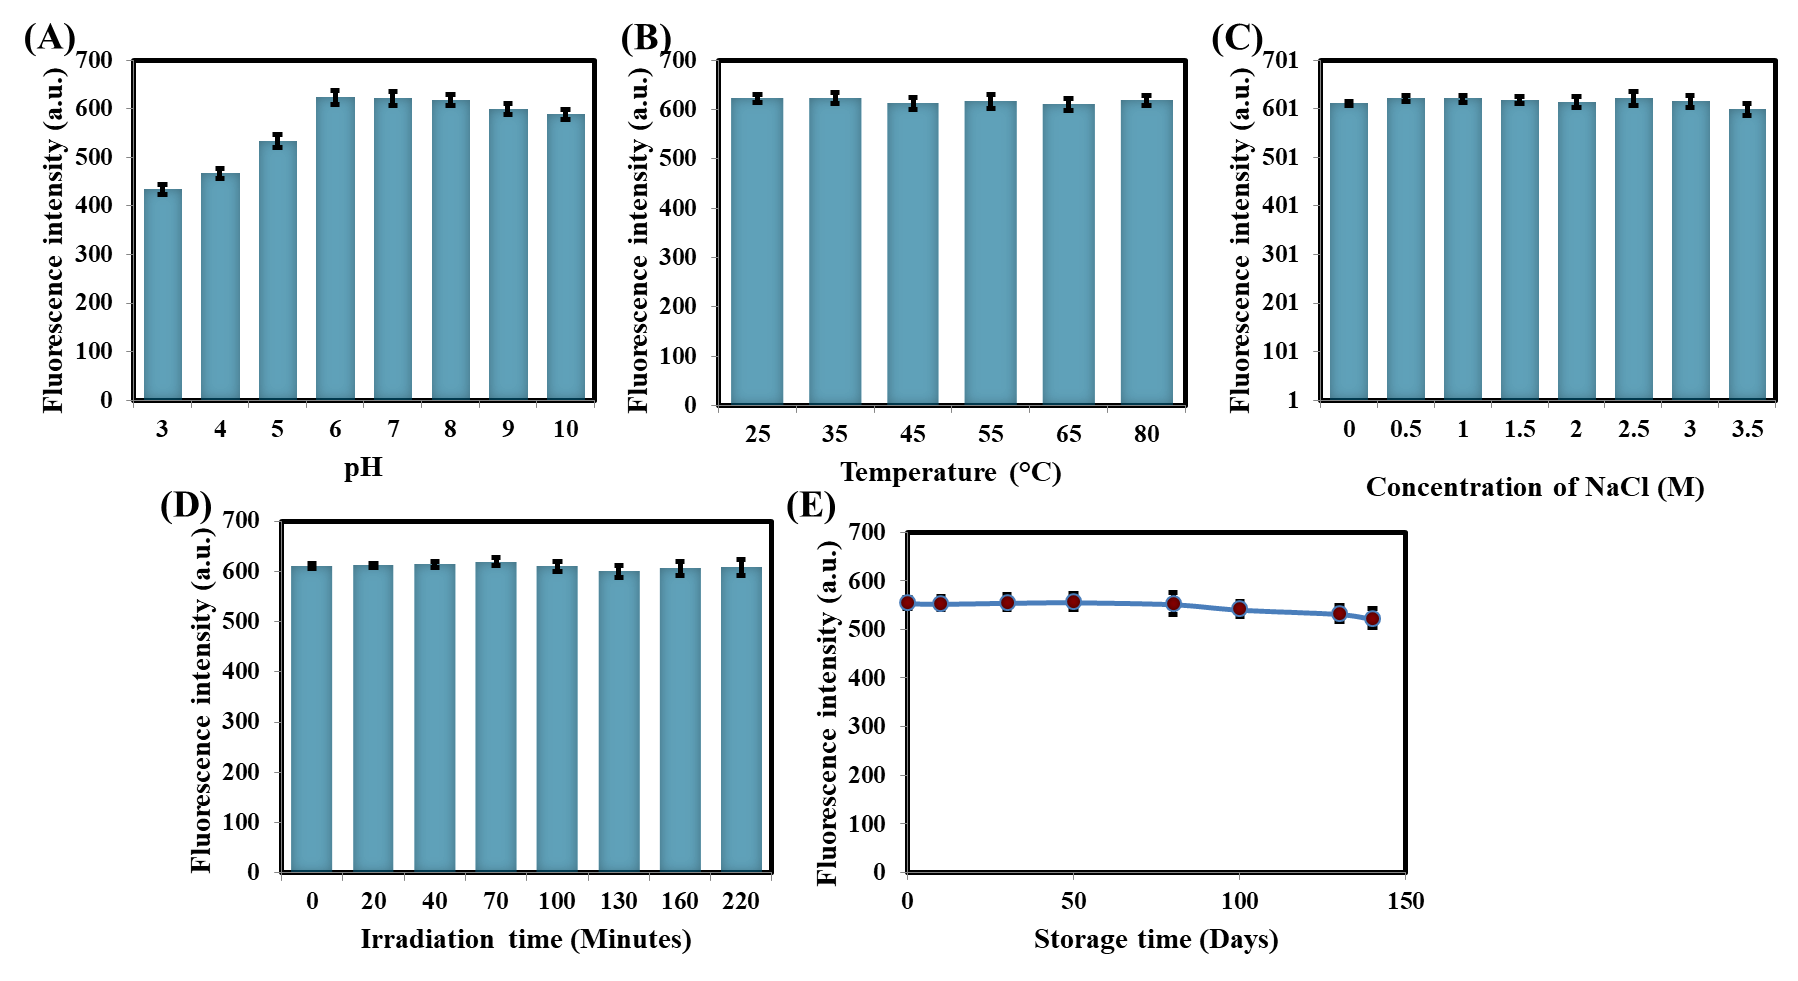 (A)
Fluorescence intensity (a.u.)
700
600
500
400
300
200
100
0
3 4 5 6 7 8 9 10
pH
(B)
Fluorescence intensity (a.u.)
700
600
500
400
300
200
100
0
25 35 45 55 65 80
Temperature (°C)
(C)
Fluorescence intensity (a.u.)
701
601
501
401
301
201
101
1
0 0.5 1 1.5 2 2.5 3 3.5
Concentration of NaCl (M)
(D)
Fluorescence intensity (a.u.)
700
600
500
400
300
200
100
0
0 20 40 70 100 130 160 220
Irradiation time (Minutes)
(E)
Fluorescence intensity (a.u.)
700
600
500
400
300
200
100
0
0 50 100 150
Storage time (Days)